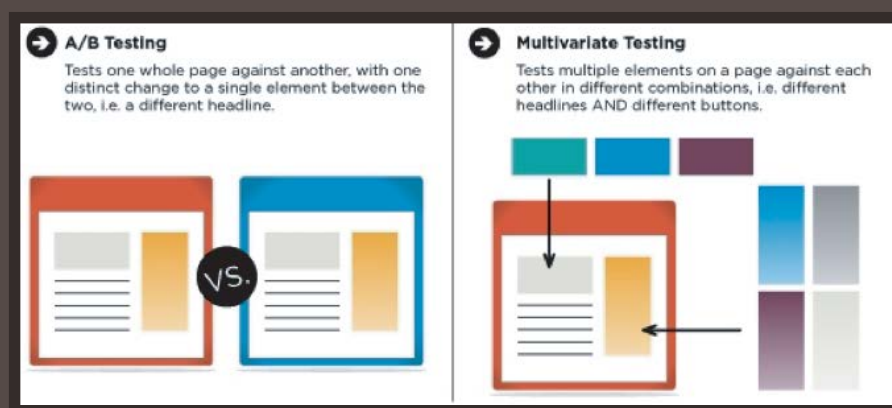 A/B Testing
Tests one whole page against another, with one
distinct change to a single element between the
two, i.e. a different headline.
VS.
Multivariate Testing
Tests multiple elements on a page against each
other in different combinations, i.e. different
headlines AND different buttons.